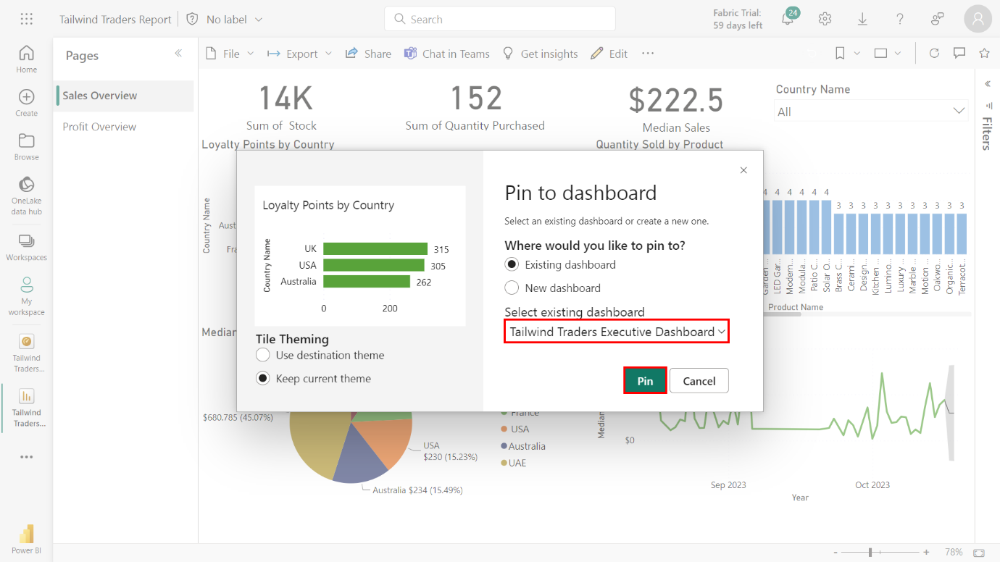 Tailwind Traders Report
No label
Search
Fabric Trial:
59 days left
24
Home
Create
Browse
OneLake
data hub
Workspaces
My
workspace
Tailwind
Traders...
Tailwind
Traders...
Power BI
Pages
Sales Overview
Profit Overview
File
Export
Share
Chat in Teams
Get insights
Edit
14K
Sum of Stock
152
Sum of Quantity Purchased
$222.5
Median Sales
Country Name
All
Filters
Loyalty Points by Country
Quantity Sold by Product
Country Name
Aust
Fra
Loyalty Points by Country
Country Name
UK
315
USA
305
Australia
262
0
200
Tile Theming
Use destination theme
Keep current theme
Pin to dashboard
Select an existing dashboard or create a new one.
Where would you like to pin to?
Existing dashboard
New dashboard
Select existing dashboard
Tailwind Traders Executive Dashboard
Pin
Cancel
4 4 4 4 4 4 3 3 3 3 3 3 3 3 3 3 3
Garden ...
LED Gar...
Modern...
Modula...
Patio C...
Solar O...
Brass C...
Cerami...
Design...
Kitchen ...
Lumino...
Luxury ...
Marble ...
Motion ...
Oakwo...
Organic...
Terracot...
Product Name
Median
$680.785 (45.07%)
USA
$230 (15.23%)
Australia $234 (15.49%)
France
USA
Australia
UAE
Median
$0
Sep 2023
Oct 2023
Year
-
+
78%